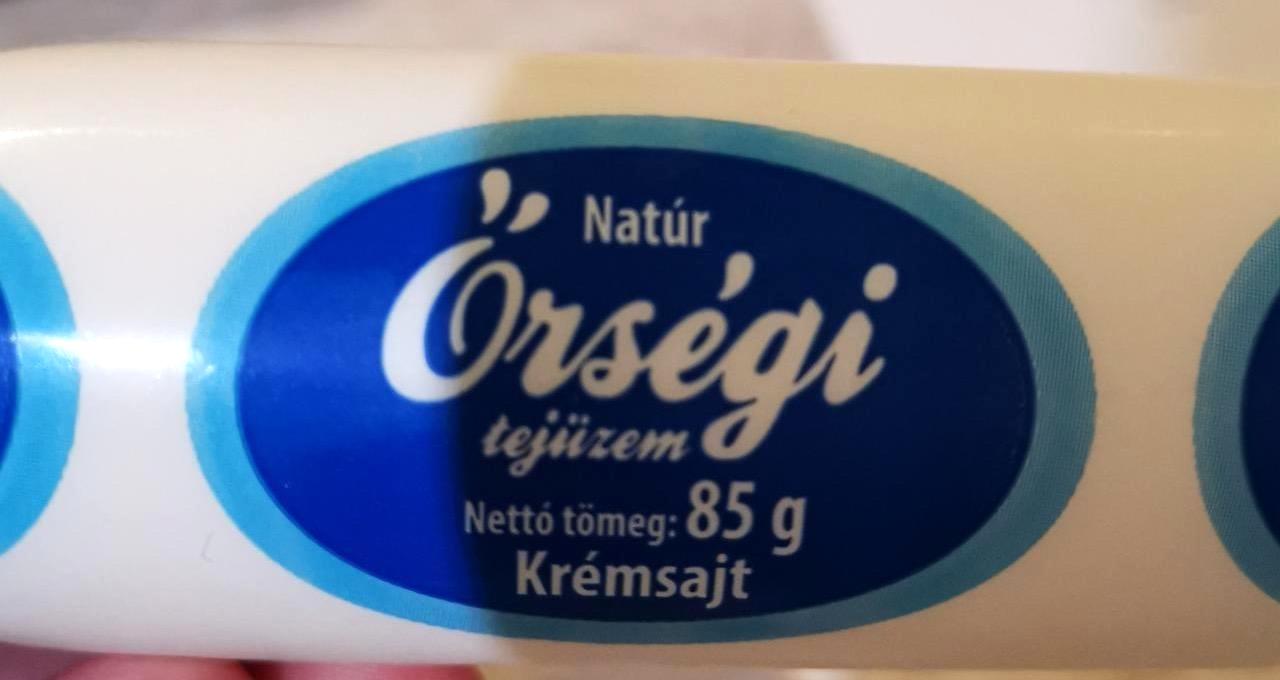 Natúr
Őrségi
tejüzem
Nettó tömeg: 85 g
Krémsajt